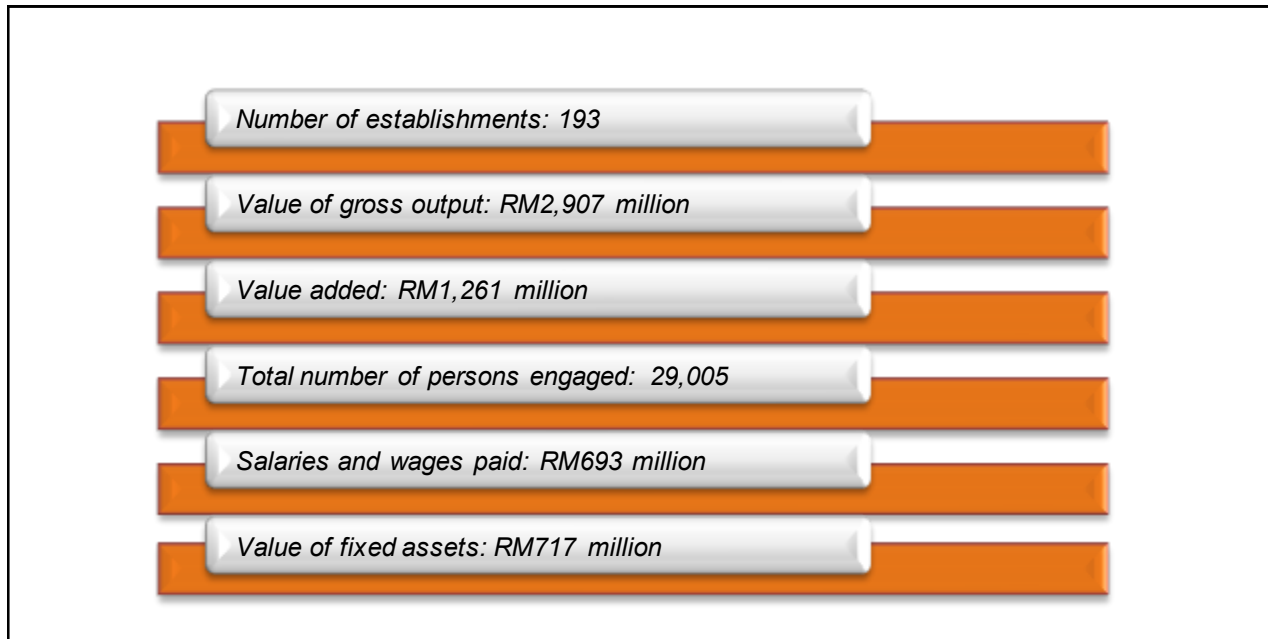 Number of establishments: 193
Value of gross output: RM2,907 million
Value added: RM1,261 million
Total number of persons engaged:  29,005
Salaries and wages paid: RM693 million
Value of fixed assets: RM717 million